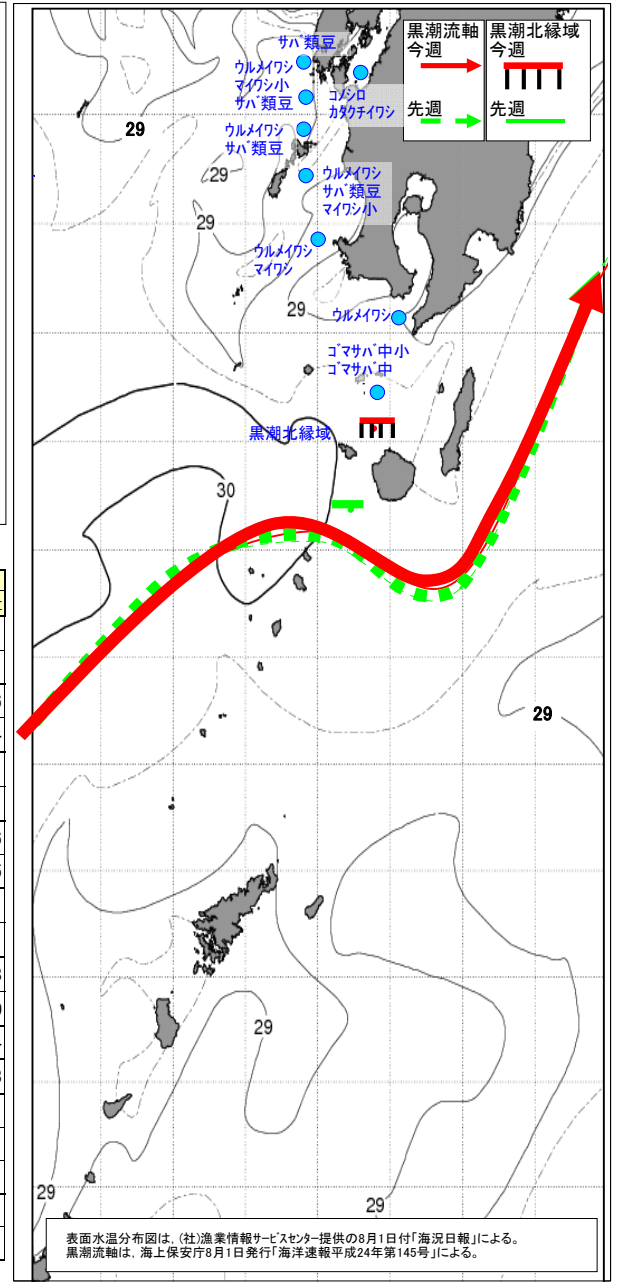 黒潮流軸
今週
先週
黒潮北縁域
今週
先週
サバ類豆
ウルメイワシ
マイワシ小
サバ類豆
コノシロ
カタクチイワシ
29
ウルメイワシ
サバ類豆
29
ウルメイワシ
サバ類豆
マイワシ小
29
ウルメイワシ
マイワシ
29
ウルメイワシ
ゴマサバ中小
ゴマサバ中
黒潮北縁域
30
29
29
29
29
表面水温分布図は、(社)漁業情報サービスセンター提供の8月1日付「海況日報」による。
黒潮流軸は、海上保安庁8月1日発行「海洋速報平成24年第145号」による。